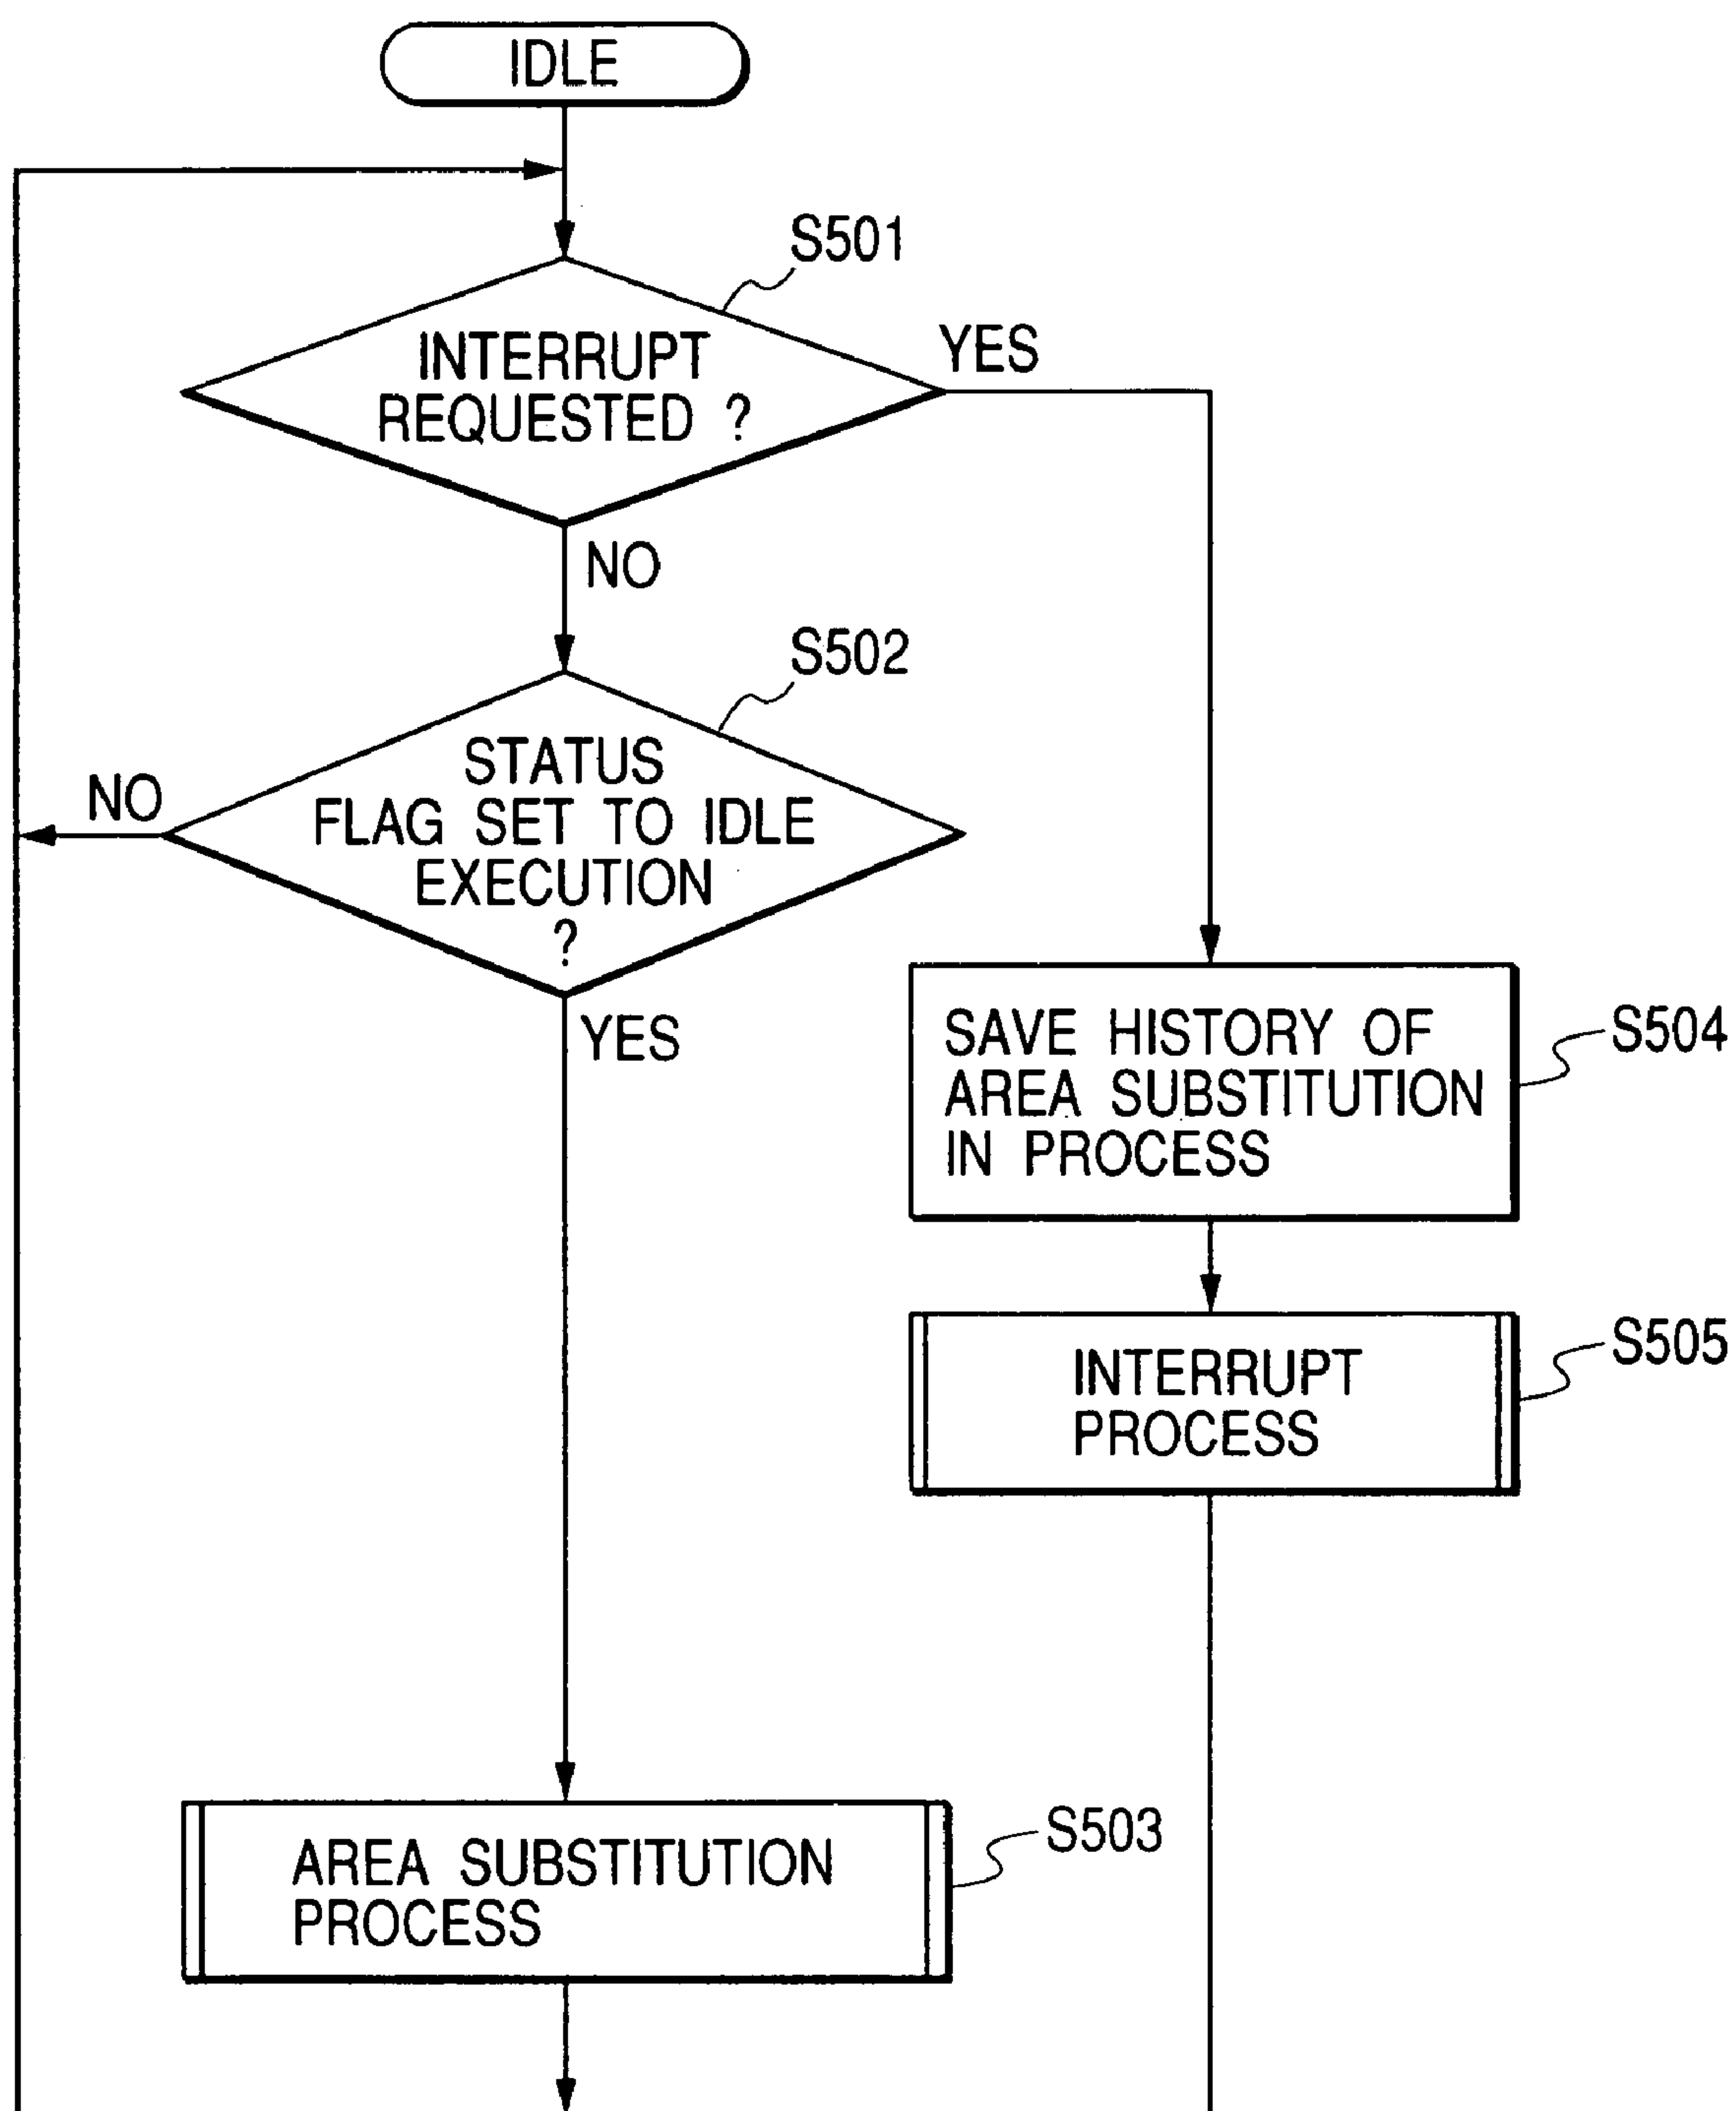 IDLE
S501
INTERRUPT
REQUESTED ?
YES
NO
S502
STATUS
FLAG SET TO IDLE
EXECUTION
?
NO
YES
SAVE HISTORY OF
AREA SUBSTITUTION
IN PROCESS
S504
INTERRUPT
PROCESS
S505
AREA SUBSTITUTION
PROCESS
S503